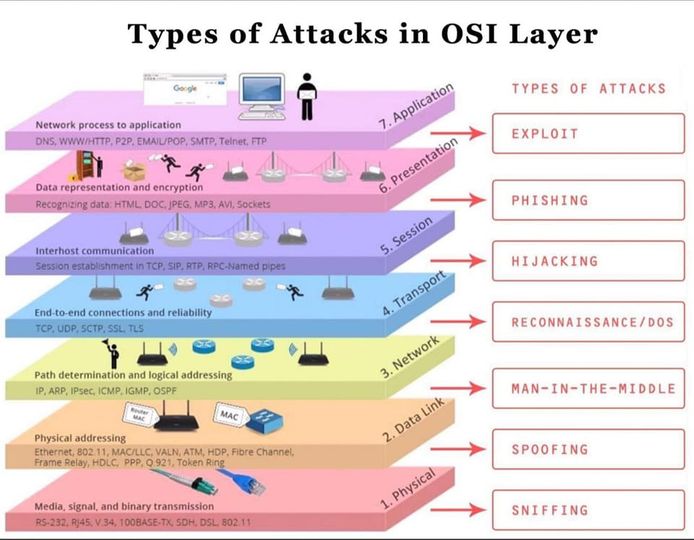 Types of Attacks in OSI Layer
TYPES OF ATTACKS
Google
7. Application
Network process to application
DNS, WWW/HTTP, P2P, EMAIL/POP, SMTP, Telnet, FTP
EXPLOIT
6. Presentation
Data representation and encryption
Recognizing data: HTML, DOC, JPEG, MP3, AVI, Sockets
PHISHING
5. Session
Interhost communication
Session establishment in TCP, SIP, RTP, RPC-Named pipes
HIJACKING
4. Transport
End-to-end connections and reliability
TCP, UDP, SCTP, SSL, TLS
RECONNAISSANCE/DOS
3. Network
Path determination and logical addressing
IP, ARP, IPsec, ICMP, IGMP, OSPF
MAN-IN-THE-MIDDLE
2. Data Link
Router
MAC
MAC
Physical addressing
Ethernet, 802.11, MAC/LLC, VALN, ATM, HDP, Fibre Channel,
Frame Relay, HDLC, PPP, Q.921, Token Ring
SPOOFING
1. Physical
Media, signal, and binary transmission
RS-232, RJ45, V.34, 100BASE-TX, SDH, DSL, 802.11
SNIFFING